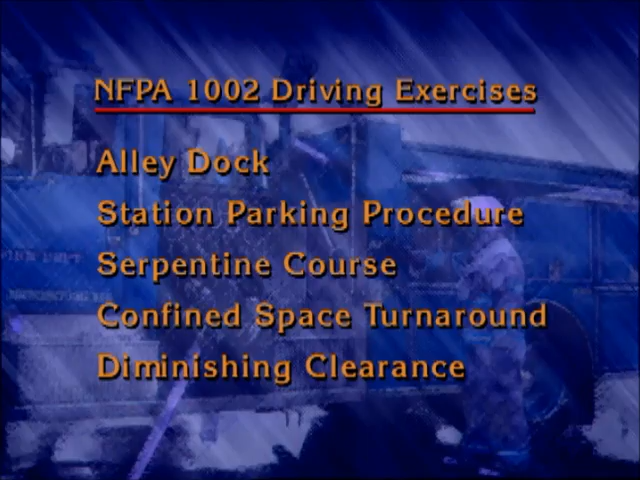 NFPA 1002 Driving Exercises
Alley Dock
Station Parking Procedure
Serpentine Course
Confined Space Turnaround
Diminishing Clearance